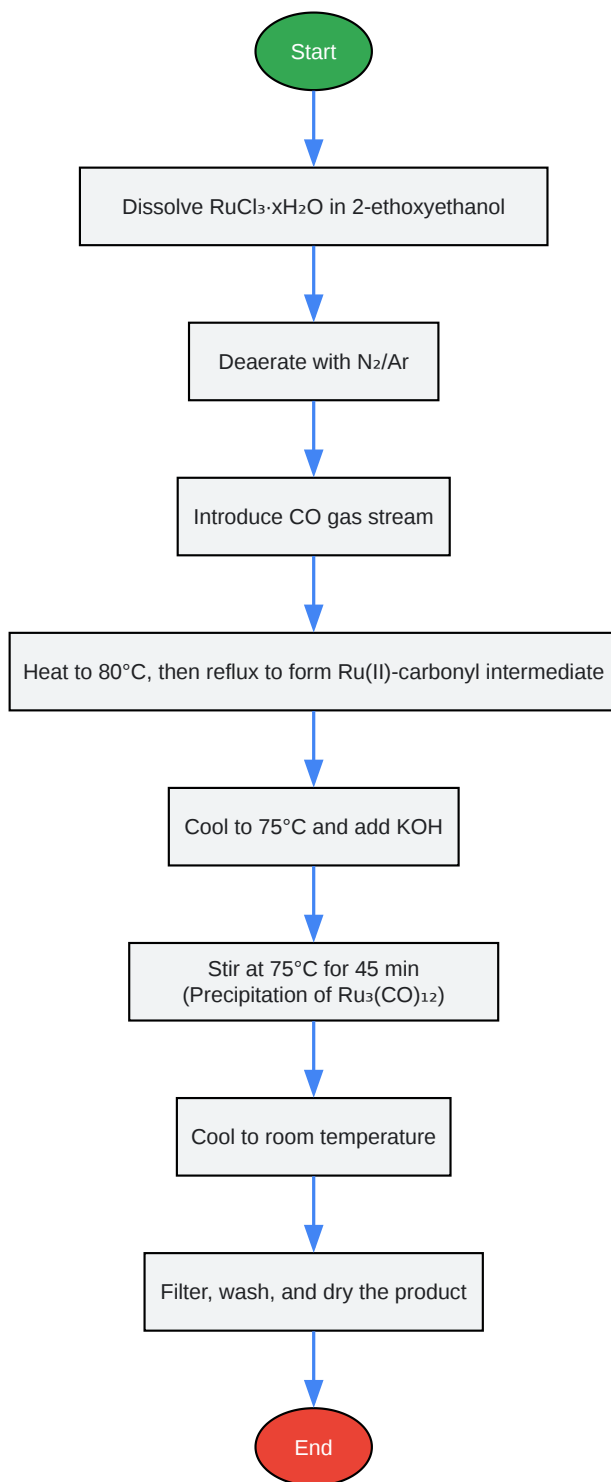 Start
Dissolve RuCl₃·xH₂O in 2-ethoxyethanol
Deaerate with N₂/Ar
Introduce CO gas stream
Heat to 80°C, then reflux to form Ru(II)-carbonyl intermediate
Cool to 75°C and add KOH
Stir at 75°C for 45 min
(Precipitation of Ru₃(CO)₁₂)
Cool to room temperature
Filter, wash, and dry the product
End